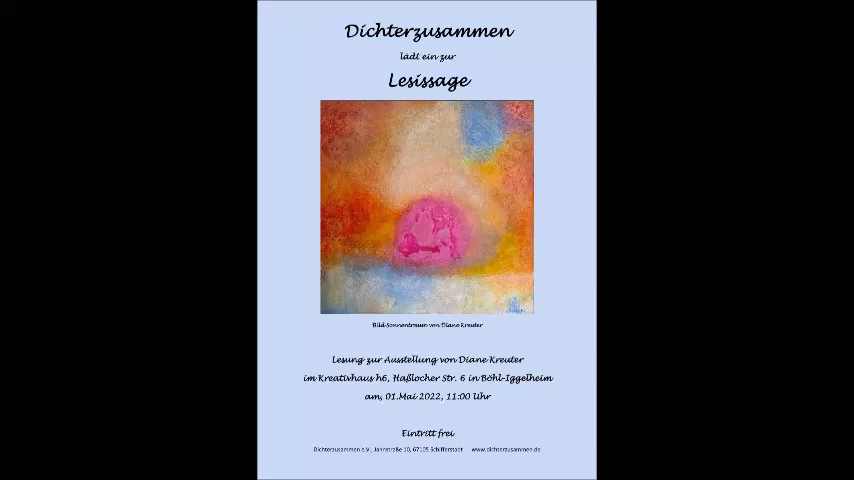 Dichterzusammen
lädt ein zur
Lesissage
Bild Sonnentraum von Diane Kreuter
Lesung zur Ausstellung von Diane Kreuter
im Kreativhaus h6, Haßlocher Str. 6 in Böhl-Iggelheim
am, 01.Mai 2022, 11:00 Uhr
Eintritt frei
Dichterzusammen e.V., Jahnstraße 10, 67105 Schifferstadt www.dichterzusammen.de